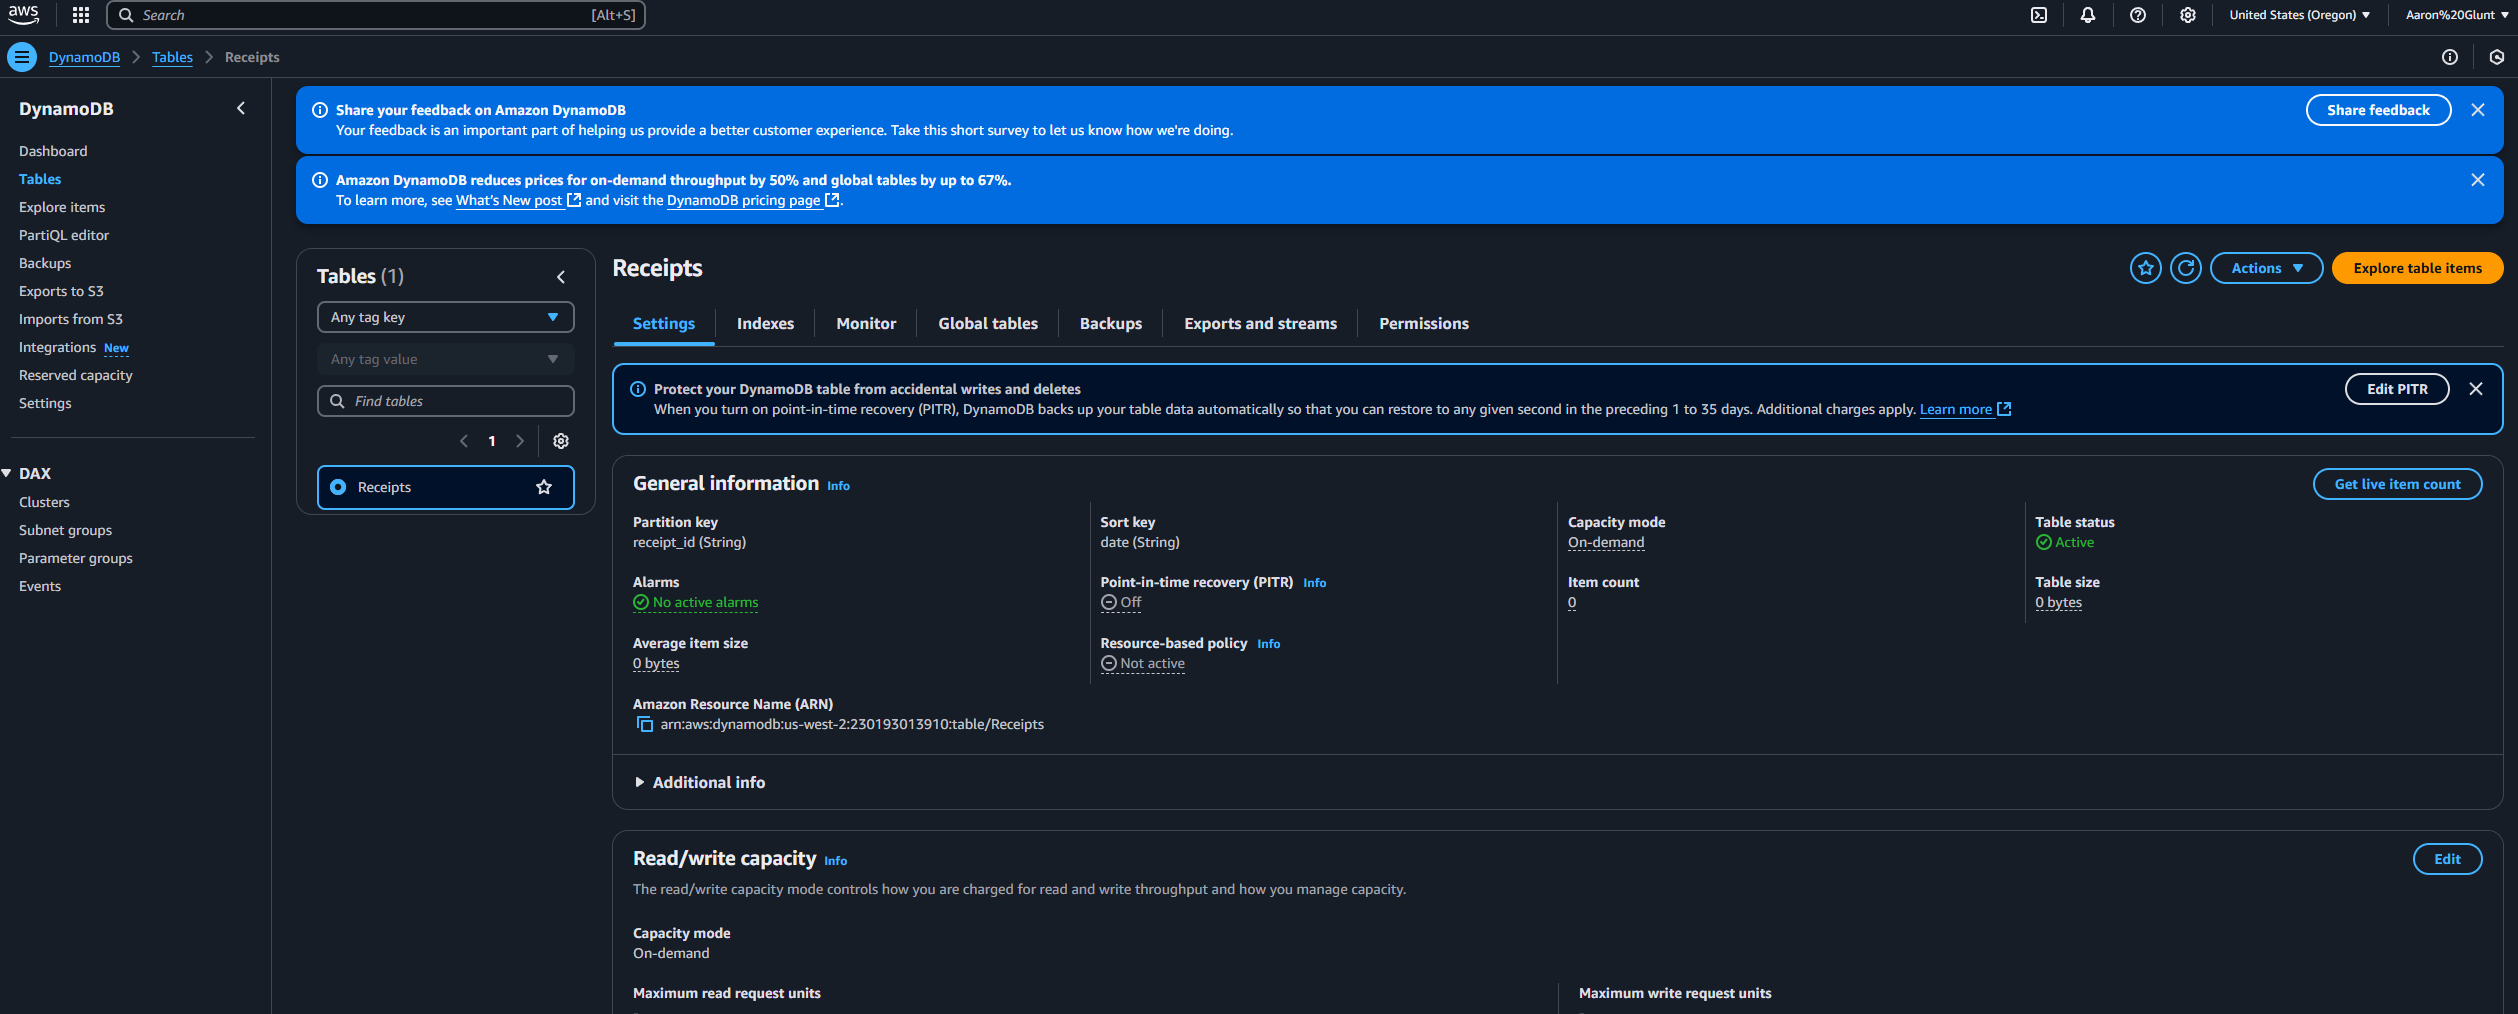 aws
Search [Alt+S]
United States (Oregon)
Aaron%20Glunt
DynamoDB Tables Receipts
DynamoDB
Dashboard
Tables
Explore items
PartiQL editor
Backups
Exports to S3
Imports from S3
Integrations New
Reserved capacity
Settings
DAX
Clusters
Subnet groups
Parameter groups
Events
Share your feedback on Amazon DynamoDB
Your feedback is an important part of helping us provide a better customer experience. Take this short survey to let us know how we're doing.
Share feedback
Amazon DynamoDB reduces prices for on-demand throughput by 50% and global tables by up to 67%.
To learn more, see What's New post and visit the DynamoDB pricing page.
Tables (1)
Any tag key
Any tag value
Find tables
1
Receipts
Receipts
Actions
Explore table items
Settings Indexes Monitor Global tables Backups Exports and streams Permissions
Protect your DynamoDB table from accidental writes and deletes
When you turn on point-in-time recovery (PITR), DynamoDB backs up your table data automatically so that you can restore to any given second in the preceding 1 to 35 days. Additional charges apply. Learn more
Edit PITR
General information Info
Get live item count
Partition key
receipt_id (String)
Sort key
date (String)
Capacity mode
On-demand
Table status
Active
Alarms
No active alarms
Point-in-time recovery (PITR) Info
Off
Item count
0
Table size
0 bytes
Average item size
0 bytes
Resource-based policy Info
Not active
Amazon Resource Name (ARN)
arn:aws:dynamodb:us-west-2:230193013910:table/Receipts
Additional info
Read/write capacity Info
Edit
The read/write capacity mode controls how you are charged for read and write throughput and how you manage capacity.
Capacity mode
On-demand
Maximum read request units
Maximum write request units